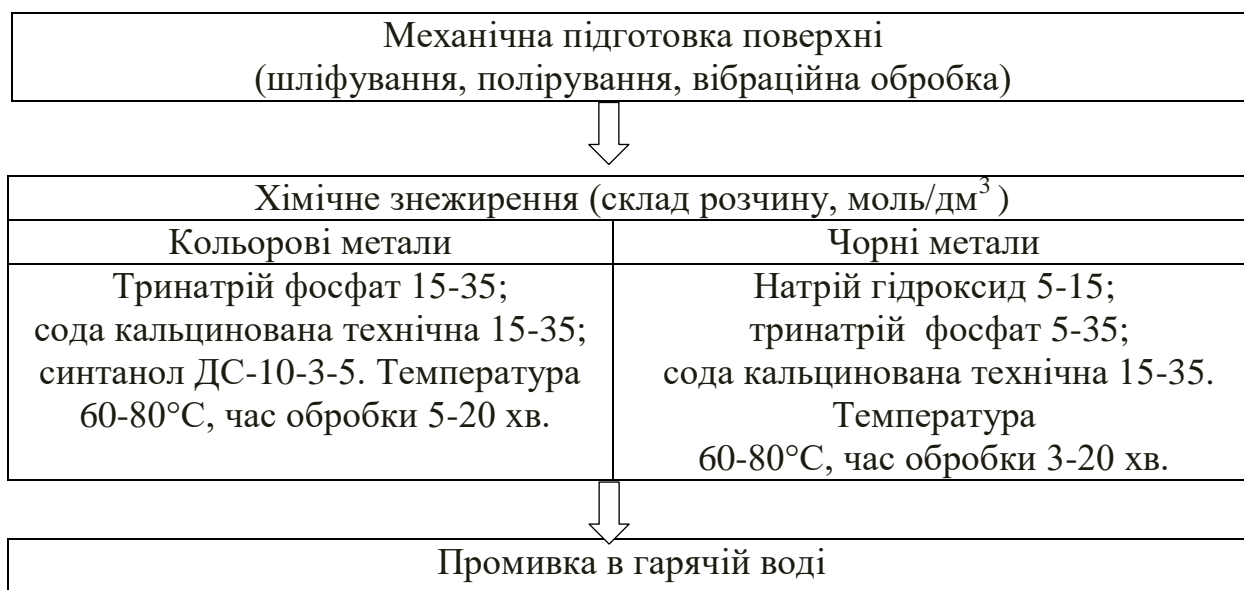 Механічна підготовка поверхні
(шліфування, полірування, вібраційна обробка)
Хімічне знежирення (склад розчину, моль/дм³ )
Кольорові метали
Тринатрій фосфат 15-35;
сода кальцинована технічна 15-35;
синтанол ДС-10-3-5. Температура
60-80°С, час обробки 5-20 хв.
Чорні метали
Натрій гідроксид 5-15;
тринатрій фосфат 5-35;
сода кальцинована технічна 15-35.
Температура
60-80°С, час обробки 3-20 хв.
Промивка в гарячій воді